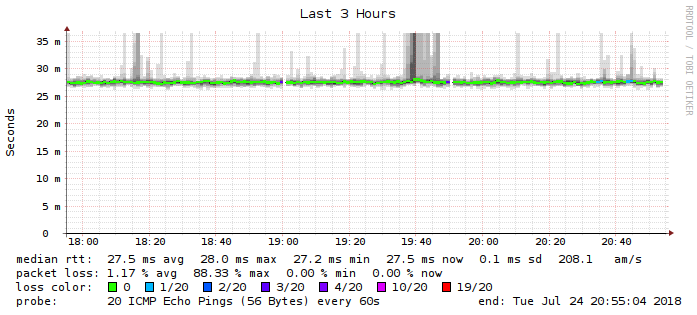 Last 3 Hours
RRDTOOL / TOBI OETIKER
Seconds
35 m
30 m
25 m
20 m
15 m
10 m
5 m
0
18:00 18:20 18:40 19:00 19:20 19:40 20:00 20:20 20:40
median rtt: 27.5 ms avg 28.0 ms max 27.2 ms min 27.5 ms now 0.1 ms sd 208.1 am/s
packet loss: 1.17 % avg 88.33 % max 0.00 % min 0.00 % now
loss color: 0 1/20 2/20 3/20 4/20 10/20 19/20
probe: 20 ICMP Echo Pings (56 Bytes) every 60s end: Tue Jul 24 20:55:04 2018